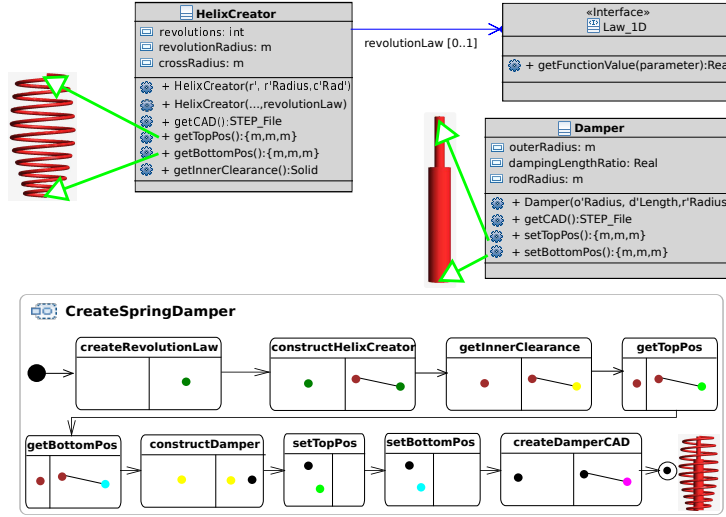 HelixCreator
revolutions: int
revolutionRadius: m
crossRadius: m
+ HelixCreator(r', r'Radius,c'Rad')
+ HelixCreator(...,revolutionLaw)
+ getCAD():STEP_File
+ getTopPos():{m,m,m}
+ getBottomPos():{m,m,m}
+ getInnerClearance():Solid
revolutionLaw [0..1]
«Interface»
Law_1D
+ getFunctionValue(parameter):Rea
Damper
outerRadius: m
dampingLengthRatio: Real
rodRadius: m
+ Damper(o'Radius, d'Length,r'Radius
+ getCAD():STEP_File
+ setTopPos():{m,m,m}
+ setBottomPos():{m,m,m}
CreateSpringDamper
createRevolutionLaw
constructHelixCreator
getInnerClearance
getTopPos
getBottomPos
constructDamper
setTopPos
setBottomPos
createDamperCAD